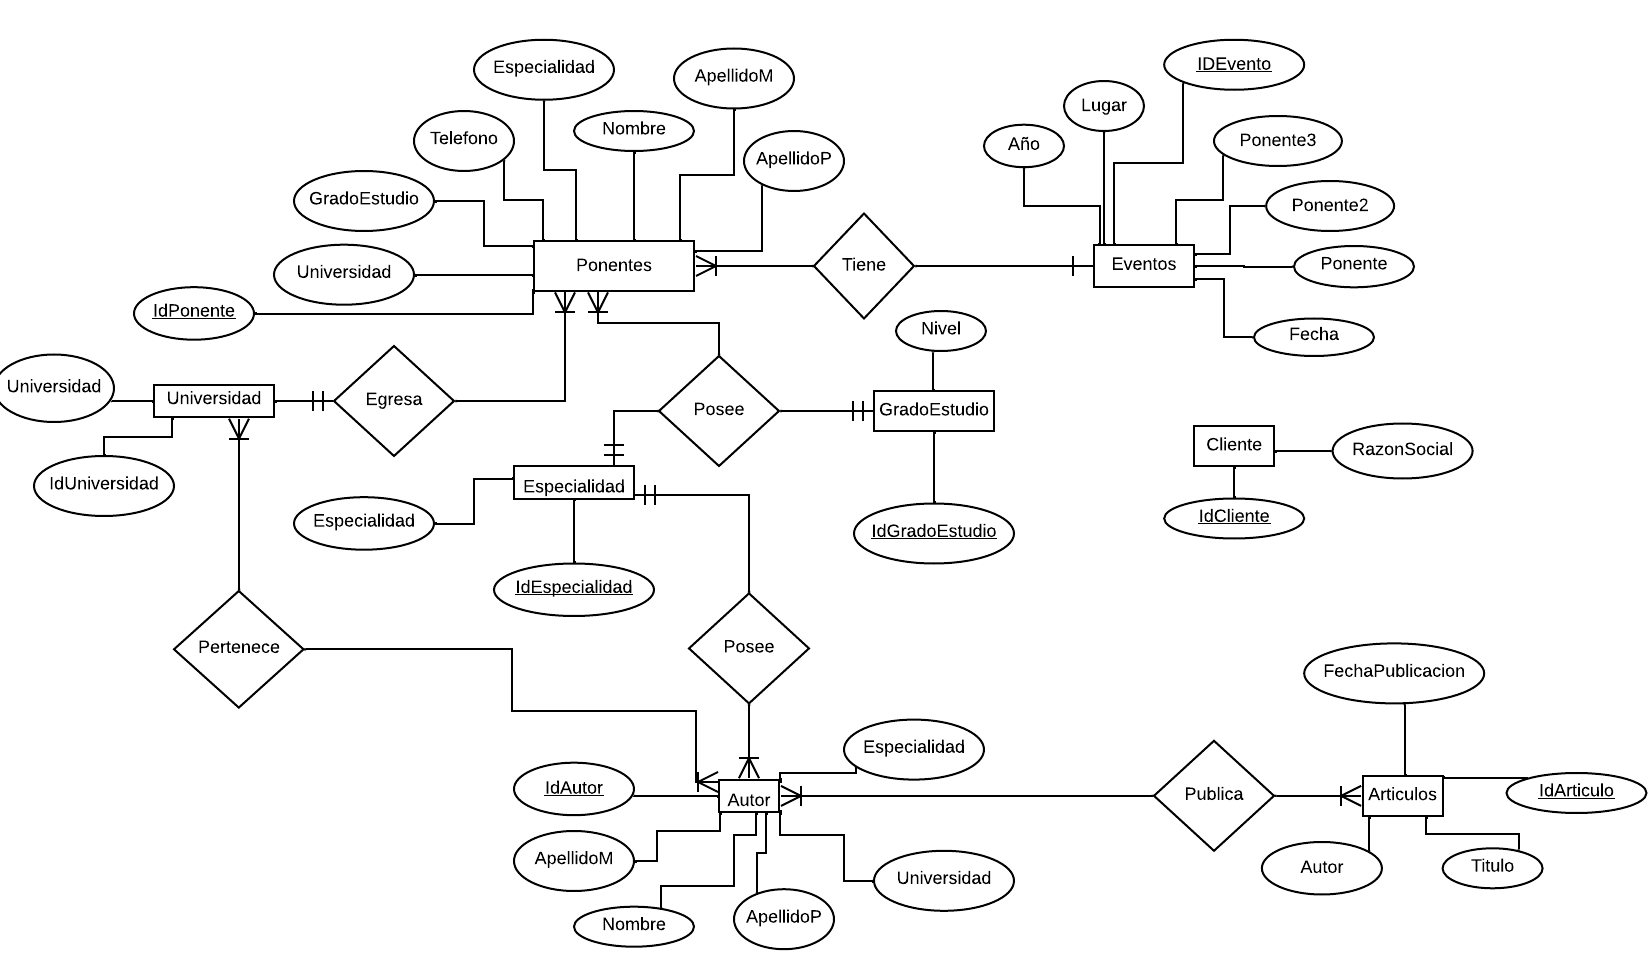 IDEvento
Especialidad
ApellidoM
Lugar
Nombre
Telefono
Año
Ponente3
ApellidoP
GradoEstudio
Ponente2
Ponentes
Tiene
Eventos
Ponente
Universidad
IdPonente
Nivel
Fecha
Universidad
Universidad
Egresa
Posee
GradoEstudio
Cliente
RazonSocial
IdUniversidad
Especialidad
Especialidad
IdCliente
IdGradoEstudio
IdEspecialidad
Pertenece
Posee
FechaPublicacion
Especialidad
IdAutor
Autor
Publica
Articulos
IdArticulo
ApellidoM
Universidad
Autor
Titulo
Nombre
ApellidoP